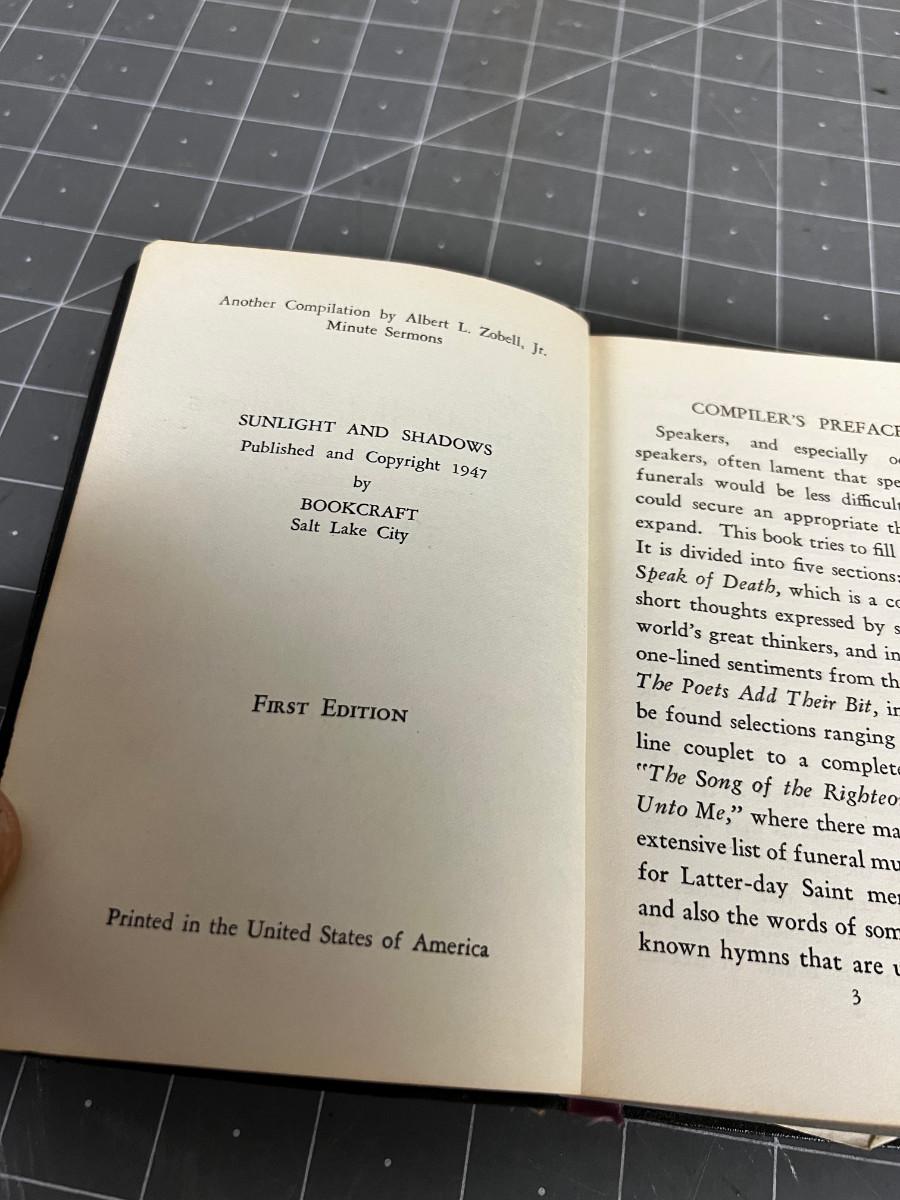 Another Compilation by Albert L. Zobell, Jr.
Minute Sermons
SUNLIGHT AND SHADOWS
Published and Copyright 1947
by
BOOKCRAFT
Salt Lake City
FIRST EDITION
Printed in the United States of America
COMPILER'S PREFACE
Speakers, and especially
speakers, often lament that
funerals would be less
could secure an appropriate
expand. This book tries to fill
It is divided into five sections:
Speak of Death, which is a
short thoughts expressed by
world's great thinkers, and
one-lined sentiments from
The Poets Add Their Bit,
be found selections ranging
line couplet to a
"The Song of the
Unto Me," where there
extensive list of funeral
for Latter-day Saint
and also the words of
known hymns that are
3